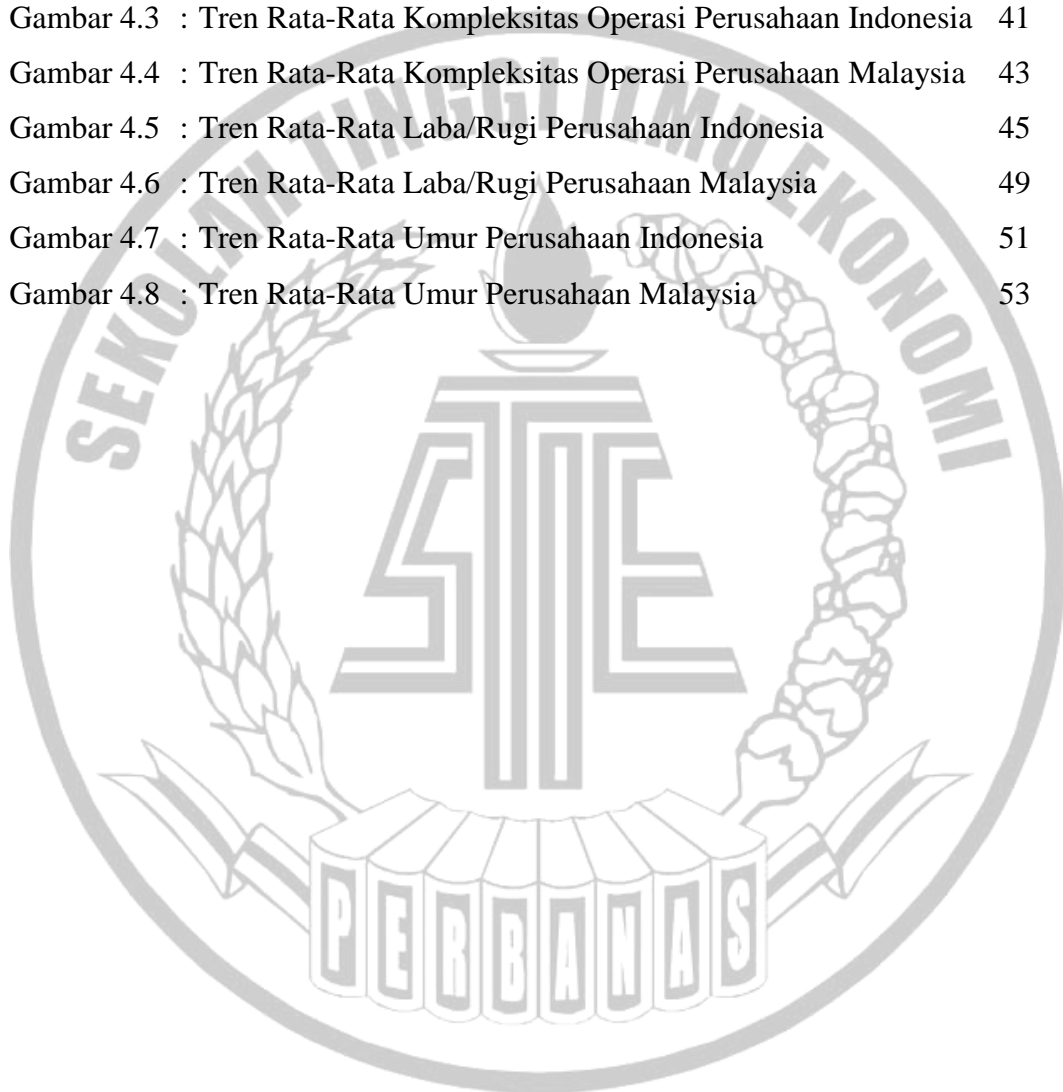 Gambar 4.3 : Tren Rata-Rata Kompleksitas Operasi Perusahaan Indonesia 41
Gambar 4.4 : Tren Rata-Rata Kompleksitas Operasi Perusahaan Malaysia 43
Gambar 4.5 : Tren Rata-Rata Laba/Rugi Perusahaan Indonesia 45
Gambar 4.6 : Tren Rata-Rata Laba/Rugi Perusahaan Malaysia 49
Gambar 4.7 : Tren Rata-Rata Umur Perusahaan Indonesia 51
Gambar 4.8 : Tren Rata-Rata Umur Perusahaan Malaysia 53
SEKOLAH TINGGI ILMU EKONOMI
STIE
PERBANAS